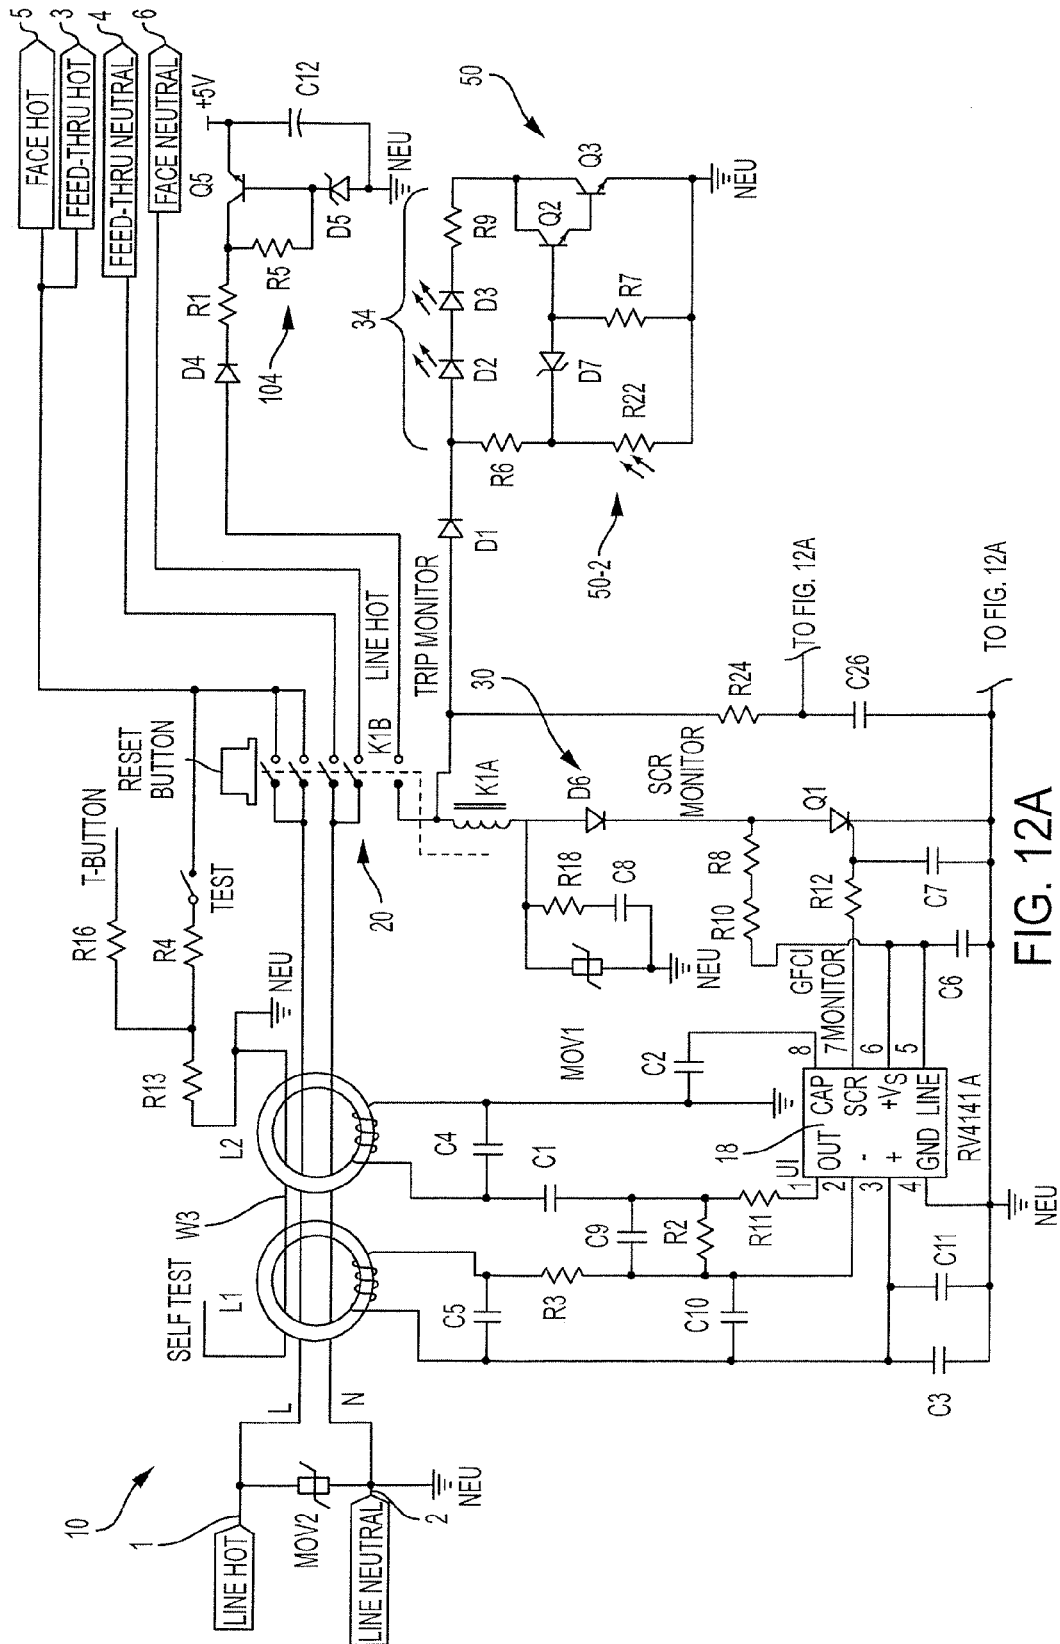 10
1
LINE HOT
MOV2
LINE NEUTRAL
2
NEU
L
N
SELF TEST
L1
W3
L2
R13
NEU
R16
T-BUTTON
R4
TEST
RESET
BUTTON
20
K1B
LINE HOT
TRIP MONITOR
K1A
FACE HOT
5
FEED-THRU HOT
3
FEED-THRU NEUTRAL
4
FACE NEUTRAL
6
D4
R1
104
R5
Q5
+5V
D5
C12
NEU
34
D1
D2
D3
R9
R6
D7
Q2
Q3
50
R7
R22
50-2
NEU
30
D6
SCR
MONITOR
R18
C8
MOV1
NEU
R10
R8
Q1
R12
C7
GFCI
MONITOR
C6
R24
C26
TO FIG. 12A
TO FIG. 12A
C4
C1
C2
C5
R3
C9
R2
R11
C10
C3
C11
NEU
18
UI
1
OUT
CAP
8
2
-
SCR
7
3
+
+VS
6
4
GND
LINE
5
RV4141A
FIG. 12A